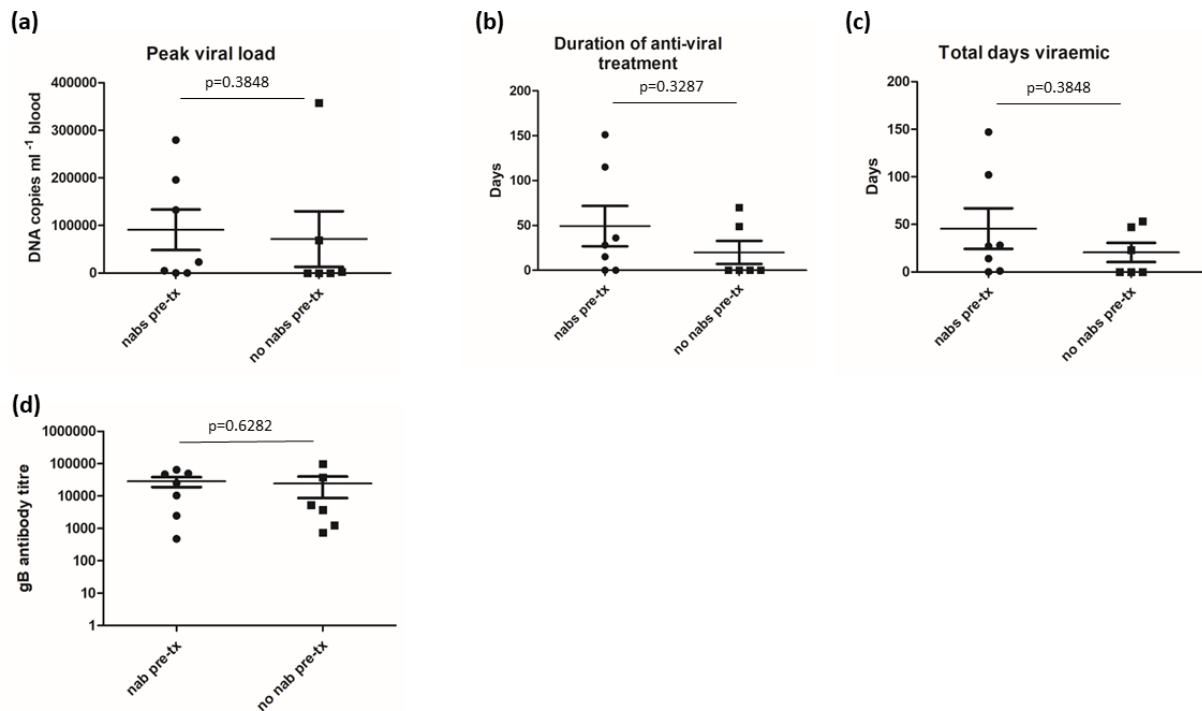 (a)
Peak viral load
p=0.3848
400000
300000
200000
100000
0
DNA copies ml -1 blood
nabs pre-tx
no nabs pre-tx
(b)
Duration of anti-viral
treatment
p=0.3287
200
150
100
50
0
Days
nabs pre-tx
no nabs pre-tx
(c)
Total days viraemic
p=0.3848
200
150
100
50
0
Days
nabs pre-tx
no nabs pre-tx
(d)
p=0.6282
1000000
100000
10000
1000
100
10
1
gB antibody titre
nab pre-tx
no nab pre-tx